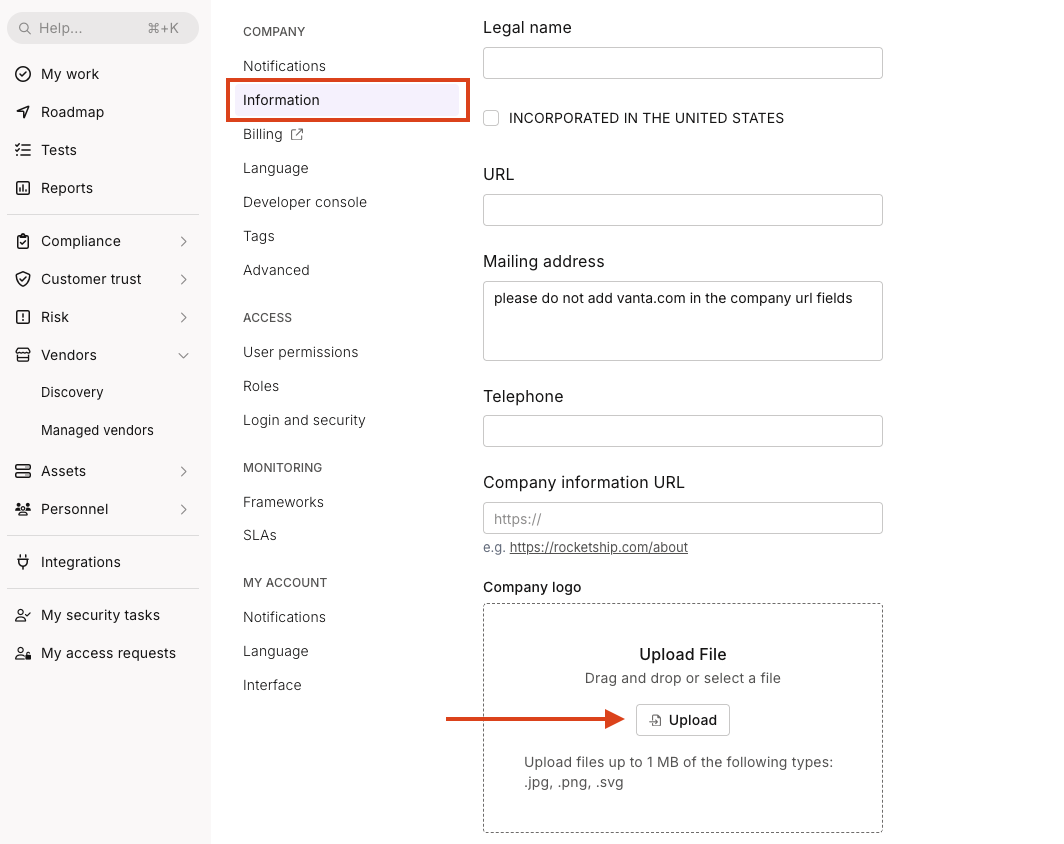 Help...
⌘+K
My work
Roadmap
Tests
Reports
Compliance
Customer trust
Risk
Vendors
Discovery
Managed vendors
Assets
Personnel
Integrations
My security tasks
My access requests
COMPANY
Notifications
Information
Billing
Language
Developer console
Tags
Advanced
ACCESS
User permissions
Roles
Login and security
MONITORING
Frameworks
SLAs
MY ACCOUNT
Notifications
Language
Interface
Legal name
INCORPORATED IN THE UNITED STATES
URL
Mailing address
please do not add vanta.com in the company url fields
Telephone
Company information URL
https://
e.g. https://rocketship.com/about
Company logo
Upload File
Drag and drop or select a file
Upload
Upload files up to 1 MB of the following types:
.jpg, .png, .svg